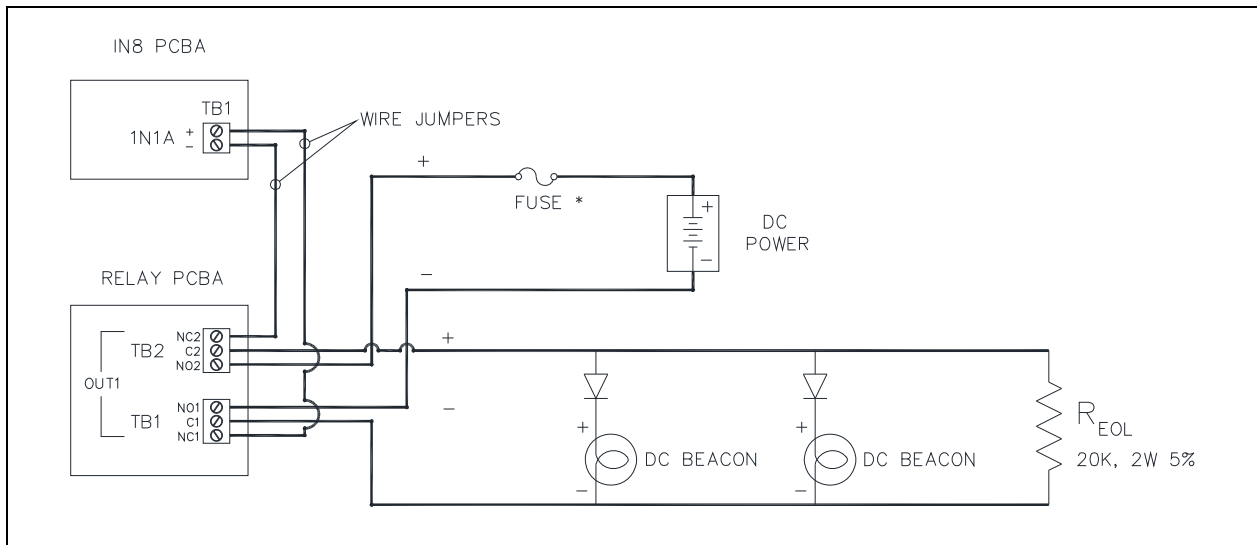 IN8 PCBA
TB1
1N1A + -
WIRE JUMPERS
+
FUSE *
+
DC
POWER
-
-
RELAY PCBA
NC2
TB2 C2
NO2
OUT1
NO1
TB1 C1
NC1
+
-
+
DC BEACON
-
+
DC BEACON
-
REOL
20K, 2W 5%